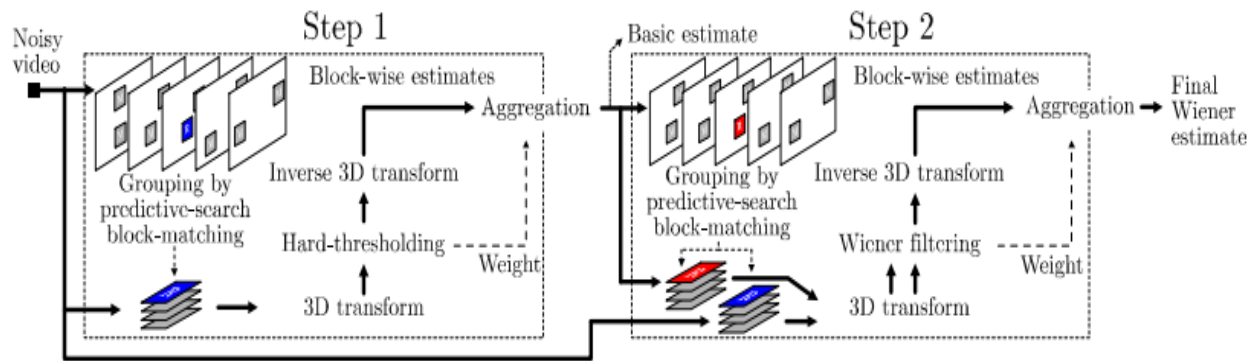 Step 1
Noisy
video
Block-wise estimates
Aggregation
Inverse 3D transform
Grouping by
predictive-search
block-matching
Hard-thresholding
Weight
3D transform
Basic estimate
Step 2
Block-wise estimates
Aggregation
Final
Wiener
estimate
Inverse 3D transform
Grouping by
predictive-search
block-matching
Wiener filtering
Weight
3D transform